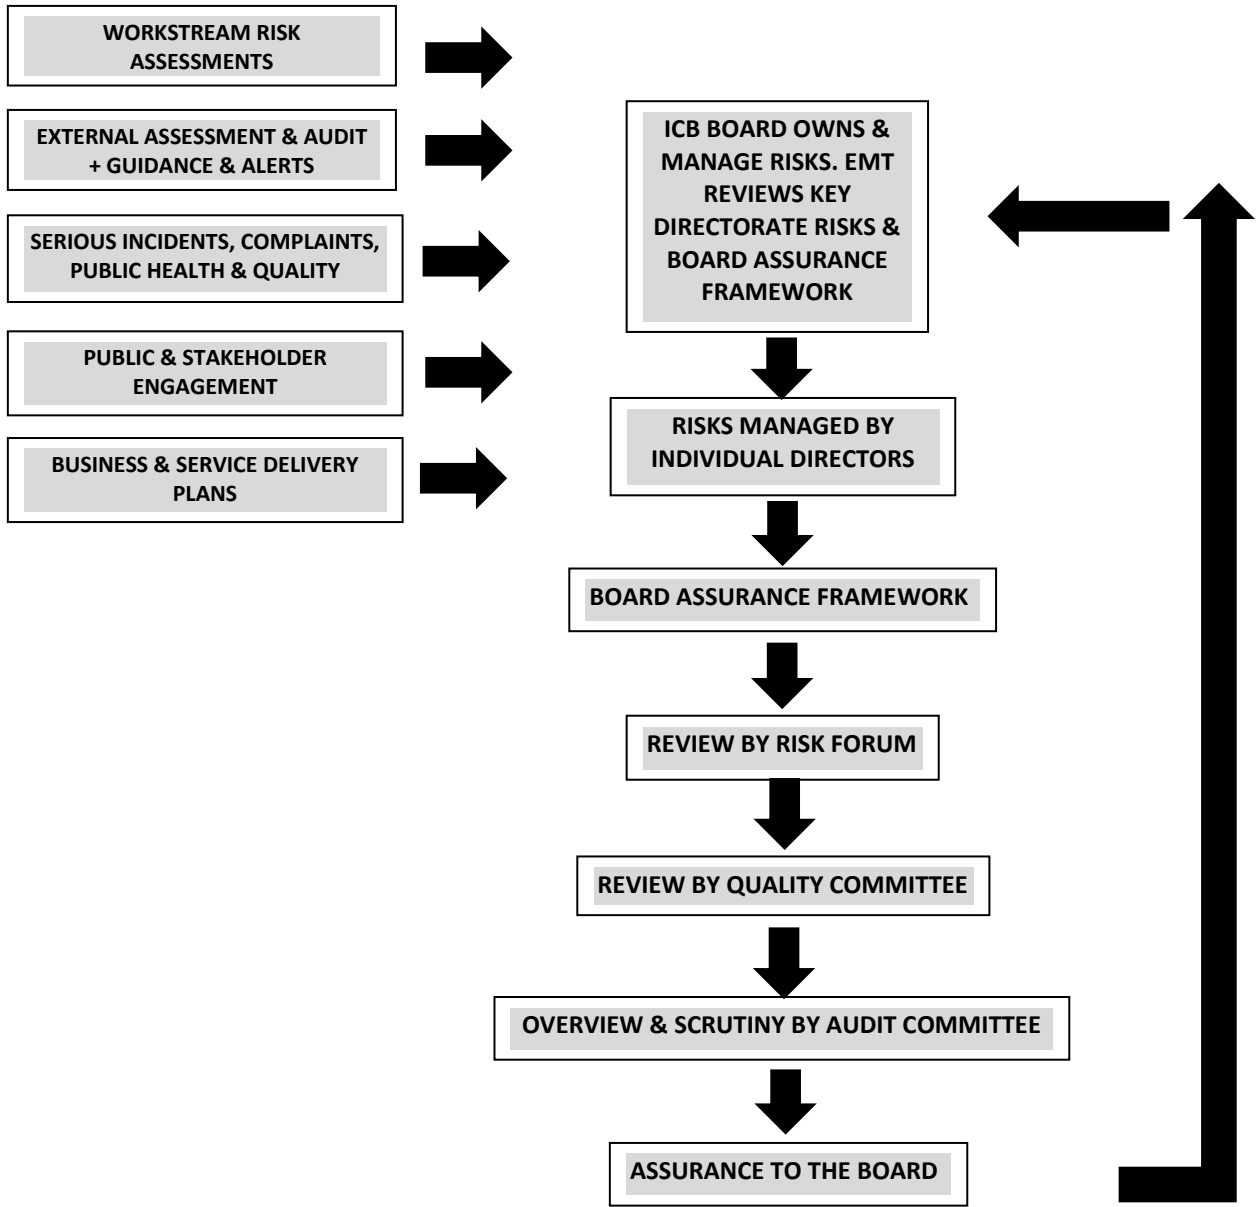 WORKSTREAM RISK
ASSESSMENTS
EXTERNAL ASSESSMENT & AUDIT
+ GUIDANCE & ALERTS
SERIOUS INCIDENTS, COMPLAINTS,
PUBLIC HEALTH & QUALITY
PUBLIC & STAKEHOLDER
ENGAGEMENT
BUSINESS & SERVICE DELIVERY
PLANS
ICB BOARD OWNS &
MANAGE RISKS. EMT
REVIEWS KEY
DIRECTORATE RISKS &
BOARD ASSURANCE
FRAMEWORK
RISKS MANAGED BY
INDIVIDUAL DIRECTORS
BOARD ASSURANCE FRAMEWORK
REVIEW BY RISK FORUM
REVIEW BY QUALITY COMMITTEE
OVERVIEW & SCRUTINY BY AUDIT COMMITTEE
ASSURANCE TO THE BOARD